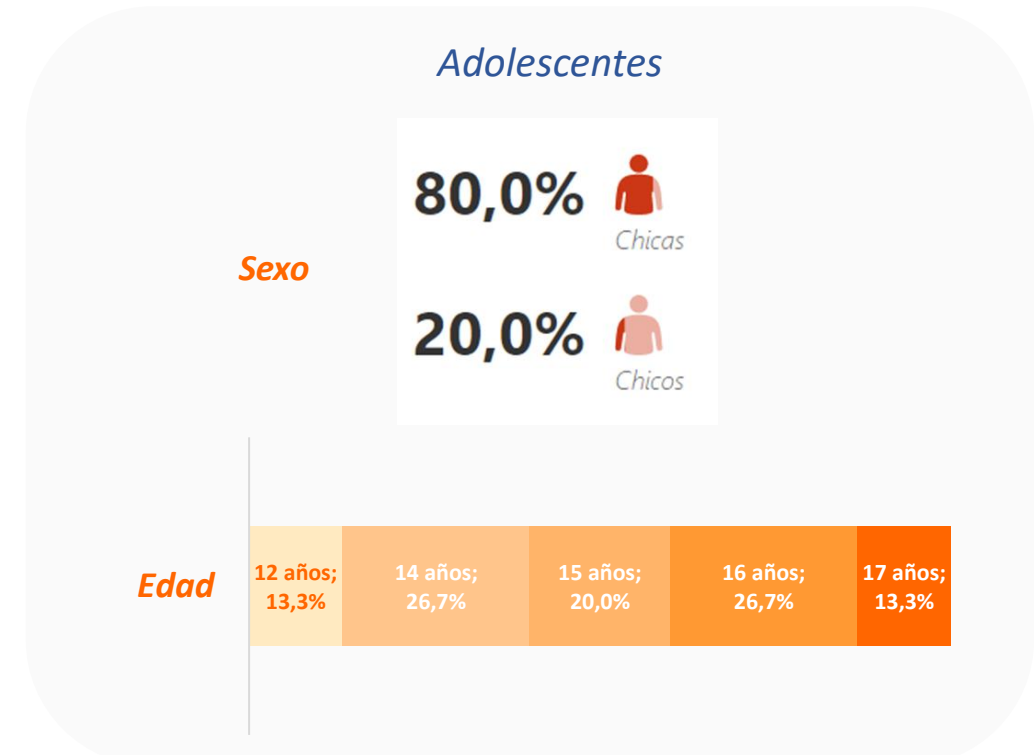 Adolescentes
80,0%
Chicas
Sexo
20,0%
Chicos
Edad
12 años;
13,3%
14 años;
26,7%
15 años;
20,0%
16 años;
26,7%
17 años;
13,3%